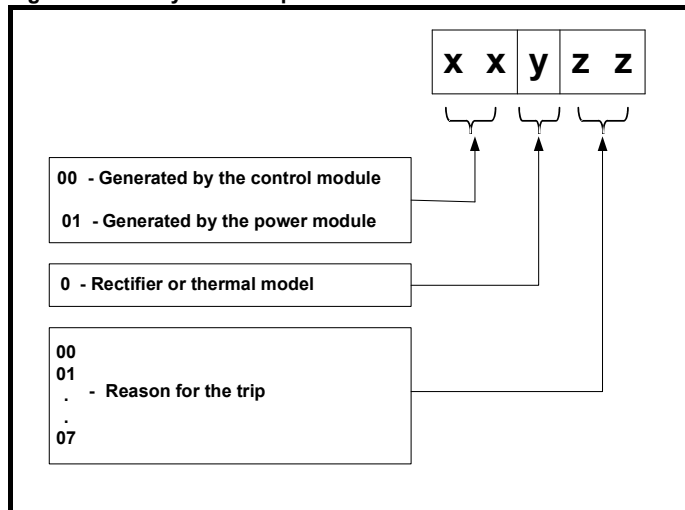 x x y z z
00 - Generated by the control module
01 - Generated by the power module
0 - Rectifier or thermal model
00
01
- Reason for the trip
.
.
07